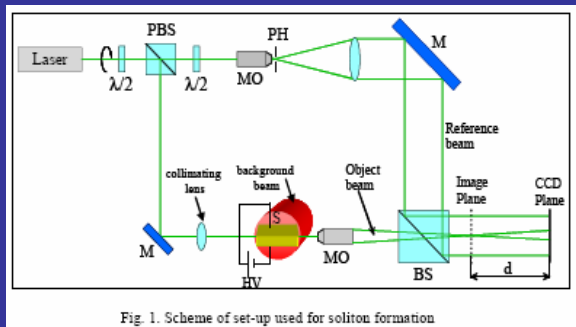 PBS
PH
M
Laser
λ/2
λ/2
MO
Reference
beam
collimating
lens
background
beam
Object
beam
Image
Plane
CCD
Plane
S
M
HV
MO
BS
d
Fig. 1. Scheme of set-up used for soliton formation